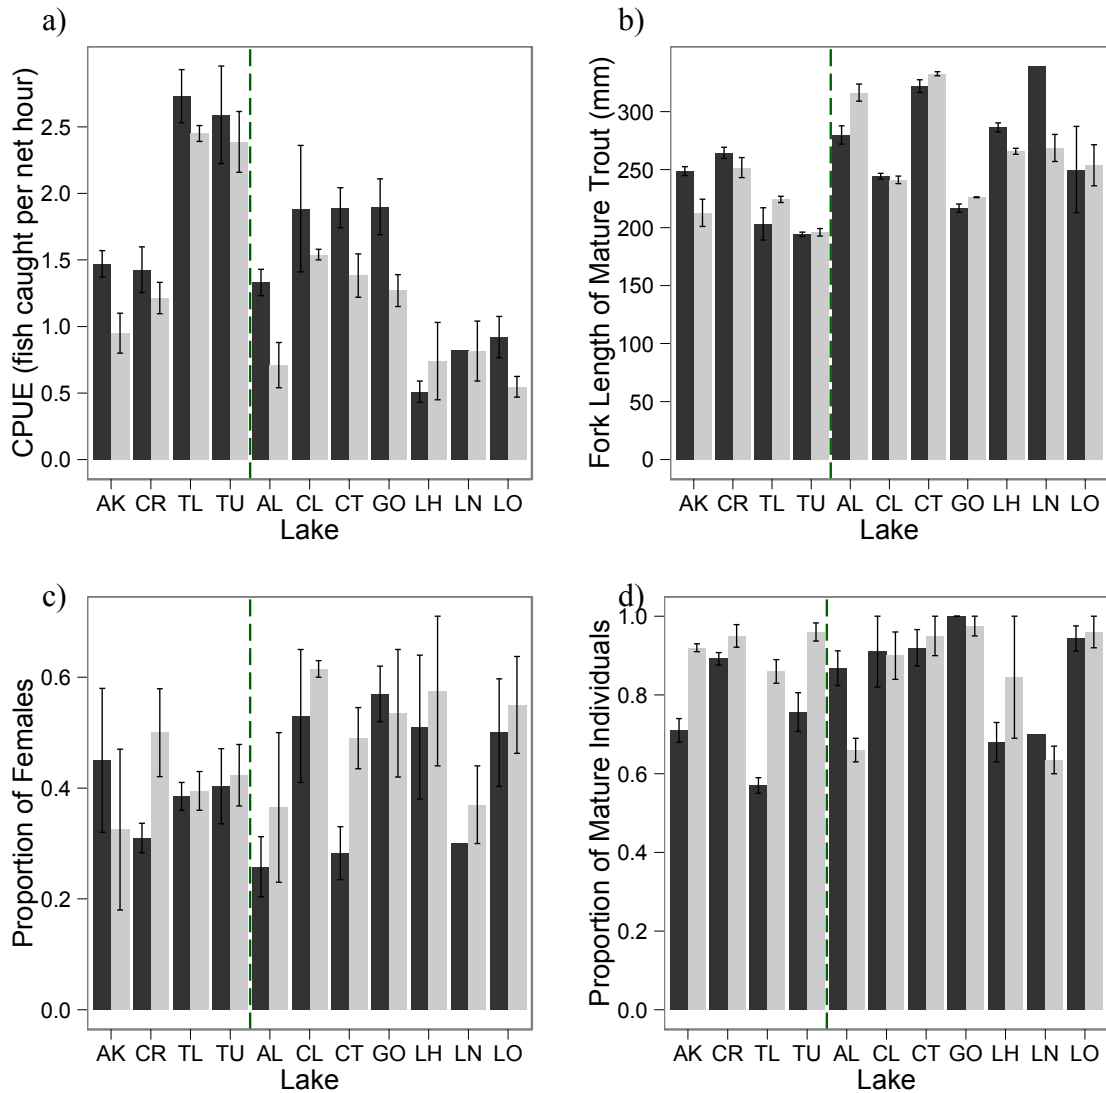 a)
CPUE (fish caught per net hour)
2.5
2.0
1.5
1.0
0.5
0.0
AK CR TL TU AL CL CT GO LH LN LO
Lake
b)
Fork Length of Mature Trout (mm)
300
250
200
150
100
50
0
AK CR TL TU AL CL CT GO LH LN LO
Lake
c)
Proportion of Females
0.6
0.4
0.2
0.0
AK CR TL TU AL CL CT GO LH LN LO
Lake
d)
Proportion of Mature Individuals
1.0
0.8
0.6
0.4
0.2
0.0
AK CR TL TU AL CL CT GO LH LN LO
Lake